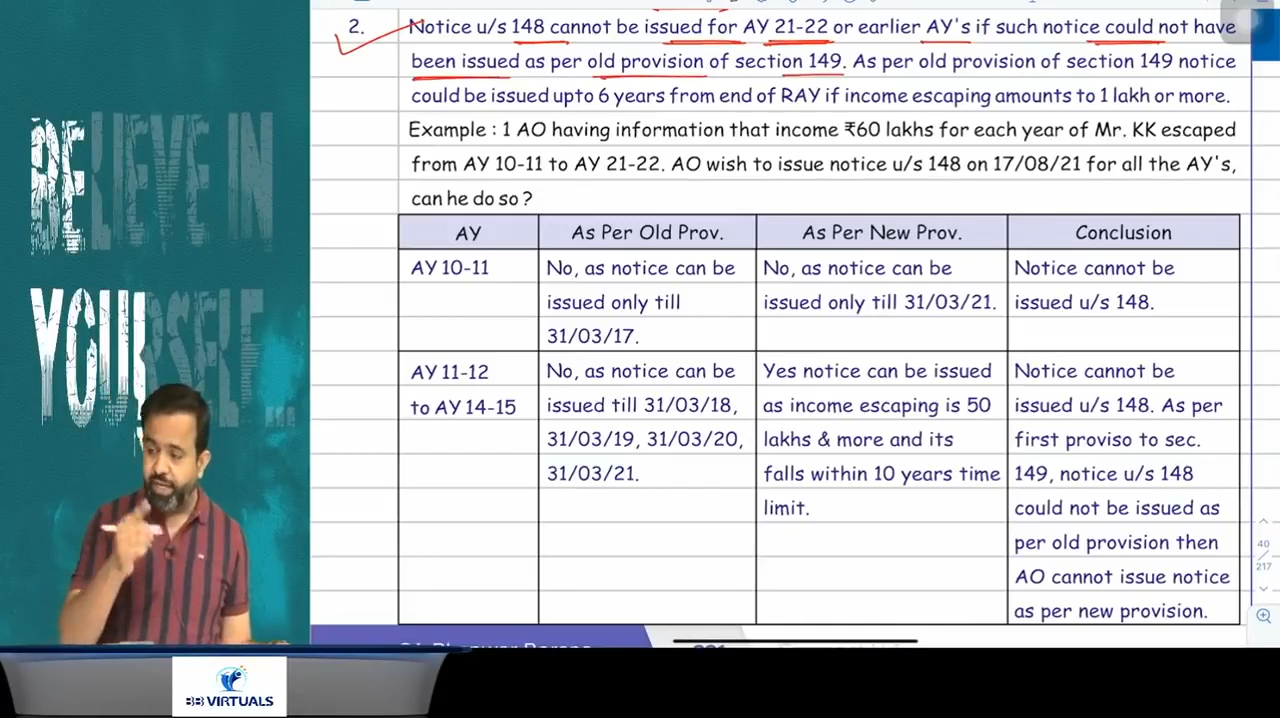 BELIEVE IN
YOURSELF...
2. Notice u/s 148 cannot be issued for AY 21-22 or earlier AY's if such notice could not have
been issued as per old provision of section 149. As per old provision of section 149 notice
could be issued upto 6 years from end of RAY if income escaping amounts to 1 lakh or more.
Example : 1 AO having information that income ₹60 lakhs for each year of Mr. KK escaped
from AY 10-11 to AY 21-22. AO wish to issue notice u/s 148 on 17/08/21 for all the AY's,
can he do so?
AY As Per Old Prov. As Per New Prov. Conclusion
AY 10-11 No, as notice can be No, as notice can be Notice cannot be
issued only till issued only till 31/03/21. issued u/s 148.
31/03/17.
AY 11-12 No, as notice can be Yes notice can be issued Notice cannot be
to AY 14-15 issued till 31/03/18, as income escaping is 50 issued u/s 148. As per
31/03/19, 31/03/20, lakhs & more and its first proviso to sec.
31/03/21. falls within 10 years time 149, notice u/s 148
limit. could not be issued as
per old provision then
AO cannot issue notice
as per new provision.
40
217
BB VIRTUALS